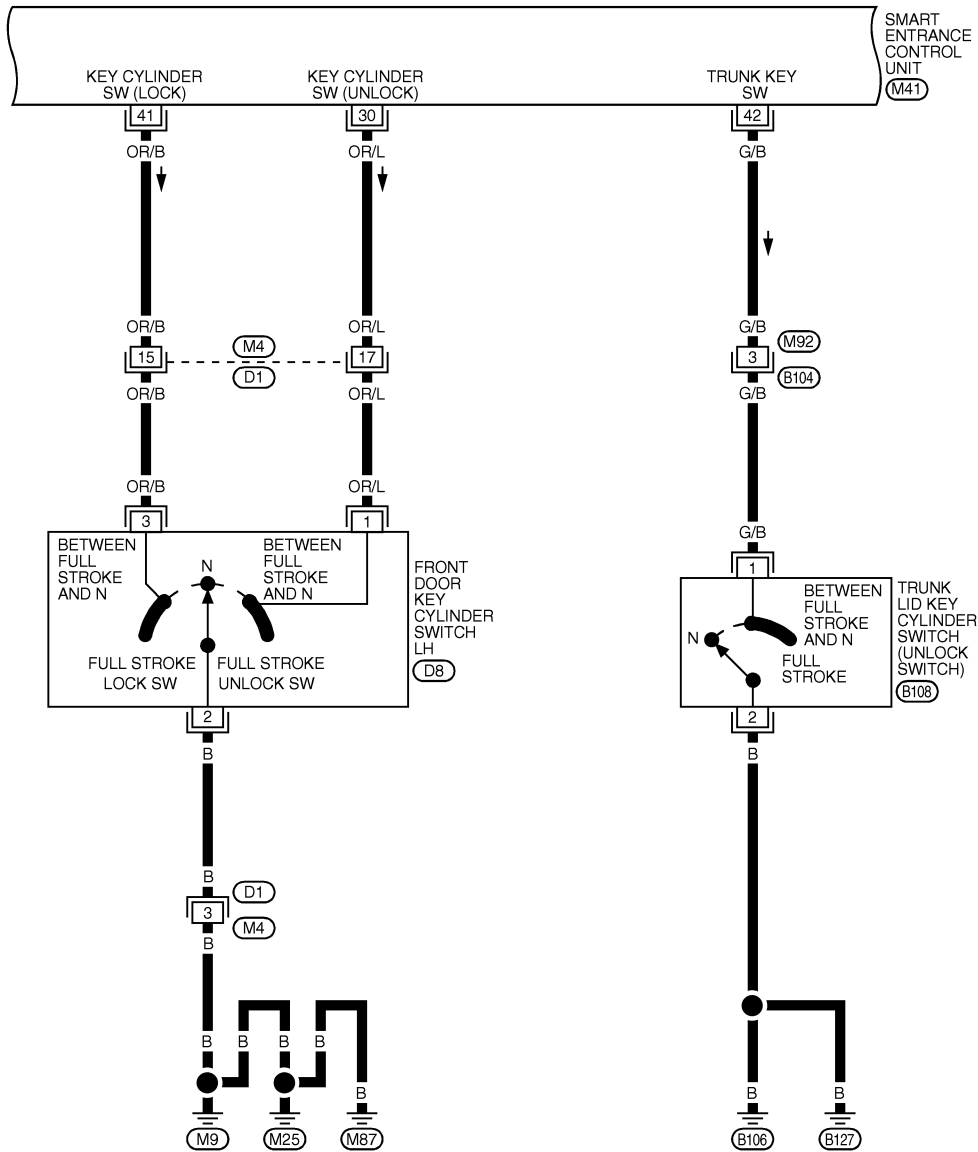 SMART
ENTRANCE
CONTROL
UNIT
M41
KEY CYLINDER
SW (LOCK)
KEY CYLINDER
SW (UNLOCK)
TRUNK KEY
SW
41
30
42
OR/B
OR/L
G/B
OR/B
OR/L
G/B
15
M4
D1
17
3
M92
B104
OR/B
OR/L
G/B
OR/B
OR/L
G/B
3
1
1
BETWEEN
FULL
STROKE
AND N
N
BETWEEN
FULL
STROKE
AND N
FULL STROKE
LOCK SW
FULL STROKE
UNLOCK SW
FRONT
DOOR
KEY
CYLINDER
SWITCH
LH
D8
N
BETWEEN
FULL
STROKE
AND N
FULL
STROKE
TRUNK
LID KEY
CYLINDER
SWITCH
(UNLOCK
SWITCH)
B108
2
2
B
B
B
D1
3
M4
B
B
B
B
B
B
B
B
M9
M25
M87
B106
B127